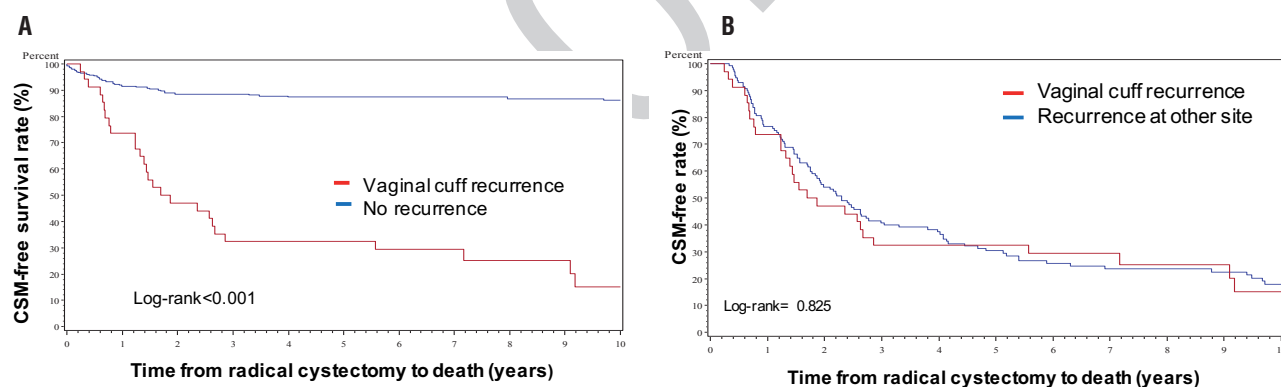 A
Percent
CSM-free survival rate (%)
100
90
80
70
60
50
40
30
20
10
0
Vaginal cuff recurrence
No recurrence
Log-rank<0.001
0 1 2 3 4 5 6 7 8 9 10
Time from radical cystectomy to death (years)
B
Percent
CSM-free rate (%)
100
90
80
70
60
50
40
30
20
10
0
Vaginal cuff recurrence
Recurrence at other site
Log-rank= 0.825
0 1 2 3 4 5 6 7 8 9
Time from radical cystectomy to death (years)